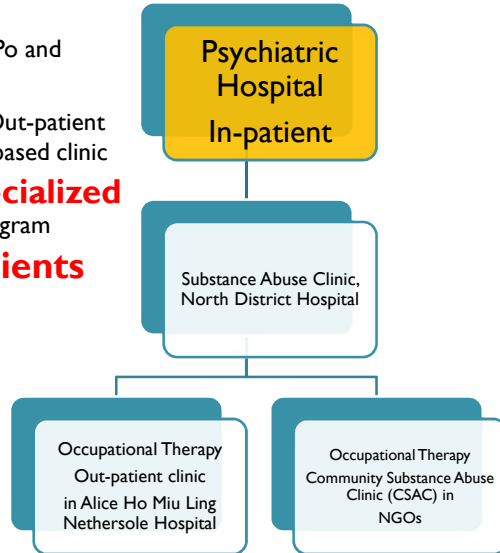 Po and
Out-patient
based clinic
ecialized
gram
ients
Psychiatric
Hospital
In-patient
Substance Abuse Clinic,
North District Hospital
Occupational Therapy
Out-patient clinic
in Alice Ho Miu Ling
Nethersole Hospital
Occupational Therapy
Community Substance Abuse
Clinic (CSAC) in
NGOs